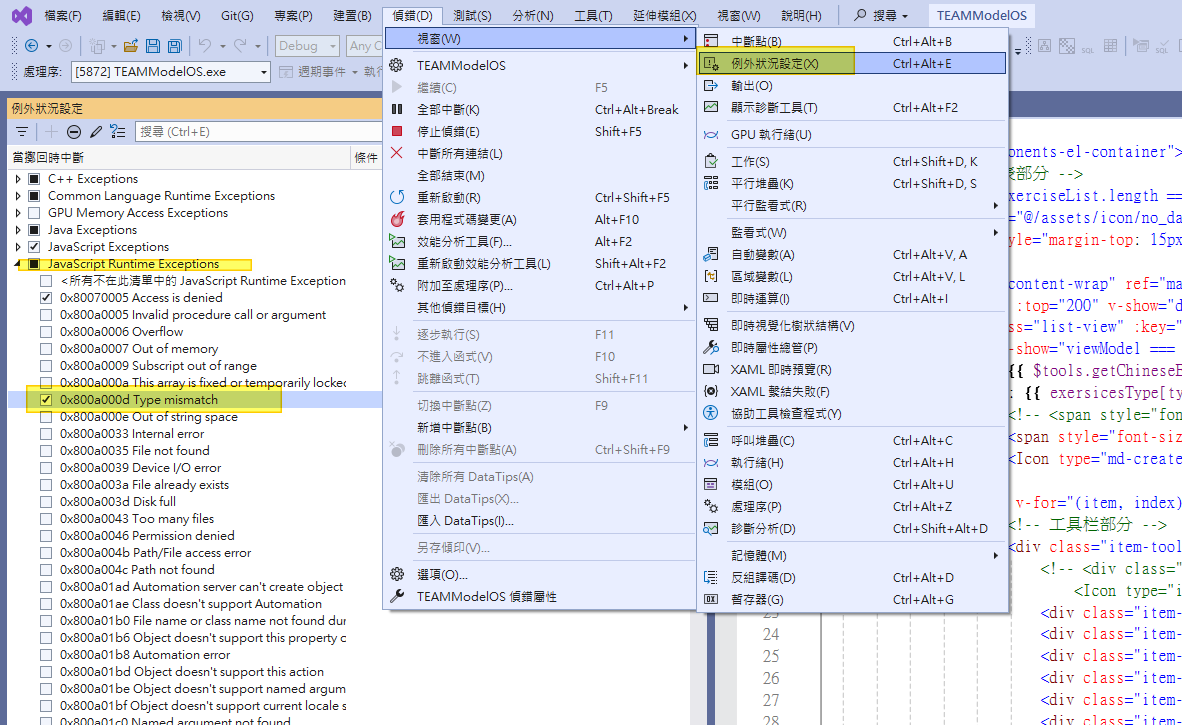 檔案(F) 編輯(E) 檢視(V) Git(G) 專案(P) 建置(B) 偵錯(D) 測試(S) 分析(N) 工具(T) 延伸模組(X) 視窗(W) 說明(H) 搜尋 TEAMModelOS
Debug Any C
處理序: [5872] TEAMModelOS.exe 週期事件 執行
例外狀況設定
搜尋 (Ctrl+E)
當擲回時中斷 條件
C++ Exceptions
Common Language Runtime Exceptions
GPU Memory Access Exceptions
Java Exceptions
JavaScript Exceptions
JavaScript Runtime Exceptions
<所有不在此清單中的 JavaScript Runtime Exception
0x80070005 Access is denied
0x800a0005 Invalid procedure call or argument
0x800a0006 Overflow
0x800a0007 Out of memory
0x800a0009 Subscript out of range
0x800a000a This array is fixed or temporarily locked
0x800a000d Type mismatch
0x800a000e Out of string space
0x800a0033 Internal error
0x800a0035 File not found
0x800a0039 Device I/O error
0x800a003a File already exists
0x800a003d Disk full
0x800a0043 Too many files
0x800a0046 Permission denied
0x800a004b Path/File access error
0x800a004c Path not found
0x800a01ad Automation server can't create object
0x800a01ae Class doesn't support Automation
0x800a01b0 File name or class name not found dur
0x800a01b6 Object doesn't support this property o
0x800a01b8 Automation error
0x800a01bd Object doesn't support this action
0x800a01be Object doesn't support named argum
0x800a01bf Object doesn't support current locale s
0x800a01c0 Named argument not found
視窗(W)
TEAMModelOS
繼續(C) F5
全部中斷(K) Ctrl+Alt+Break
停止偵錯(E) Shift+F5
中斷所有連結(L)
全部結束(M)
重新啟動(R) Ctrl+Shift+F5
套用程式碼變更(A) Alt+F10
效能分析工具(F)... Alt+F2
重新啟動效能分析工具(L) Shift+Alt+F2
附加至處理序(P)... Ctrl+Alt+P
其他偵錯目標(H)
逐步執行(S) F11
不進入函式(V) F10
跳離函式(T) Shift+F11
切換中斷點(Z) F9
新增中斷點(B)
刪除所有中斷點(A) Ctrl+Shift+F9
清除所有 DataTips(A)
匯出 DataTips(X)...
匯入 DataTips(I)...
另存傾印(V)...
選項(O)...
TEAMModelOS 偵錯屬性
中斷點(B) Ctrl+Alt+B
例外狀況設定(X) Ctrl+Alt+E
輸出(O)
顯示診斷工具(T) Ctrl+Alt+F2
GPU 執行緒(U)
工作(S) Ctrl+Shift+D, K
平行堆疊(K) Ctrl+Shift+D, S
平行監看式(R)
監看式(W)
自動變數(A) Ctrl+Alt+V, A
區域變數(L) Ctrl+Alt+V, L
即時運算(I) Ctrl+Alt+I
即時視覺化樹狀結構(V)
即時屬性總管(P)
XAML 即時預覽(R)
XAML 繫結失敗(F)
協助工具檢查程式(Y)
呼叫堆疊(C) Ctrl+Alt+C
執行緒(H) Ctrl+Alt+H
模組(O) Ctrl+Alt+U
處理序(P) Ctrl+Alt+Z
診斷分析(D) Ctrl+Shift+Alt+D
記憶體(M)
反組譯碼(D) Ctrl+Alt+D
暫存器(G) Ctrl+Alt+G
onents-el-container">
部分 -->
xerciseList.length ==
="@/assets/icon/no_da
yle="margin-top: 15px
content-wrap" ref="ma
:top="200" v-show="d
ss="list-view" :key="
-show="viewModel ===
{{ $tools.getChineseE
: {{ exersicesType[ty
<!-- <span style="fon
<span style="font-siz
<Icon type="md-create
v-for="(item, index)
<!-- 工具栏部分 -->
<div class="item-tool
<!-- <div class="
<Icon type="i
<div class="item-
24 <div class="item-
25 <div class="item-
26 <div class="item-
27 <div class="item-
28 <div class="item-